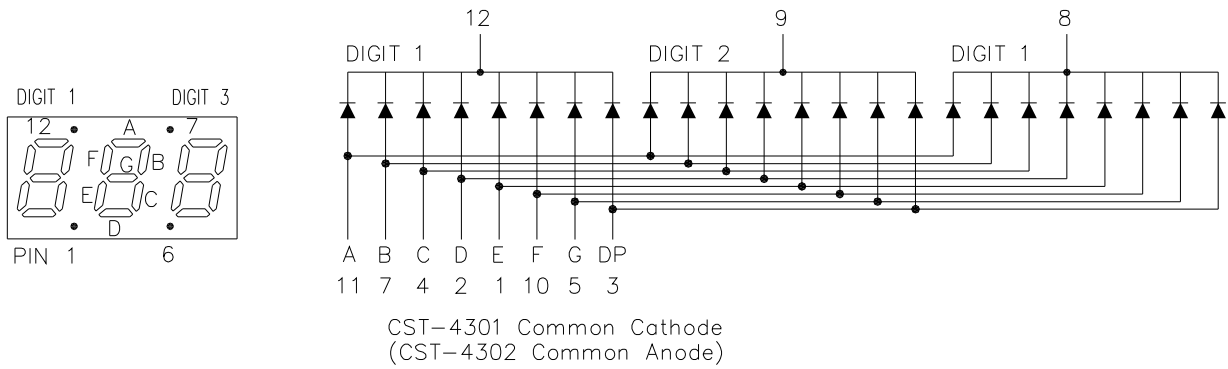 DIGIT 1 DIGIT 3
12 7
A
F G B
E C
D
PIN 1 6
12 9 8
DIGIT 1 DIGIT 2 DIGIT 1
A B C D E F G DP
11 7 4 2 1 10 5 3
CST-4301 Common Cathode
(CST-4302 Common Anode)